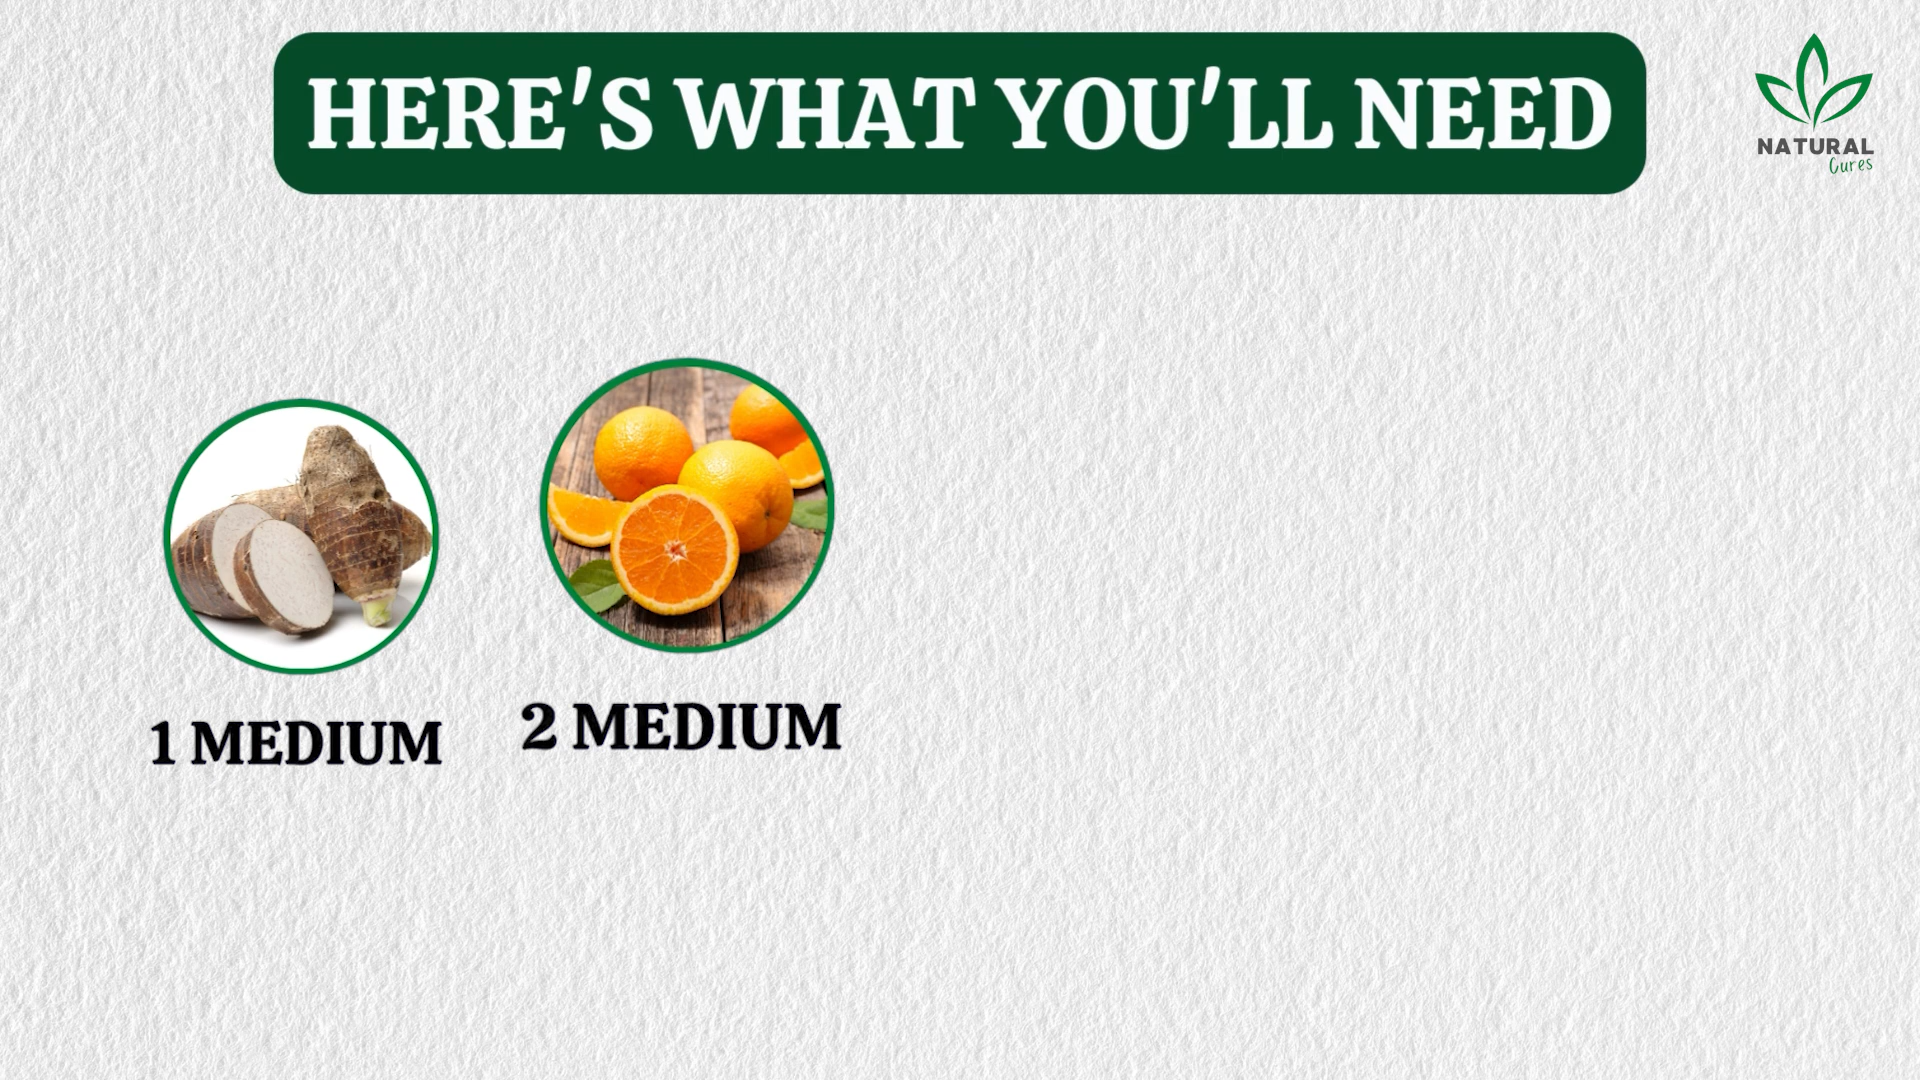 HERE'S WHAT YOU'LL NEED
NATURAL
Cures
1 MEDIUM
2 MEDIUM